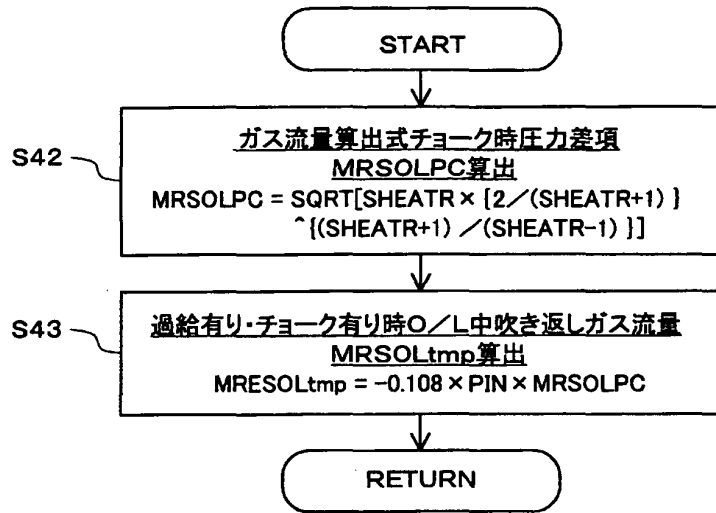 START
S42
ガス流量算出式チョーク時圧力差項
MRSOLPC算出
MRSOLPC = SQRT[SHEATR × {2／(SHEATR+1) }
^{(SHEATR+1) ／(SHEATR-1) }]
S43
過給有り・チョーク有り時O／L中吹き返しガス流量
MRSOLtmp算出
MRESOLtmp = -0.108 × PIN × MRSOLPC
RETURN